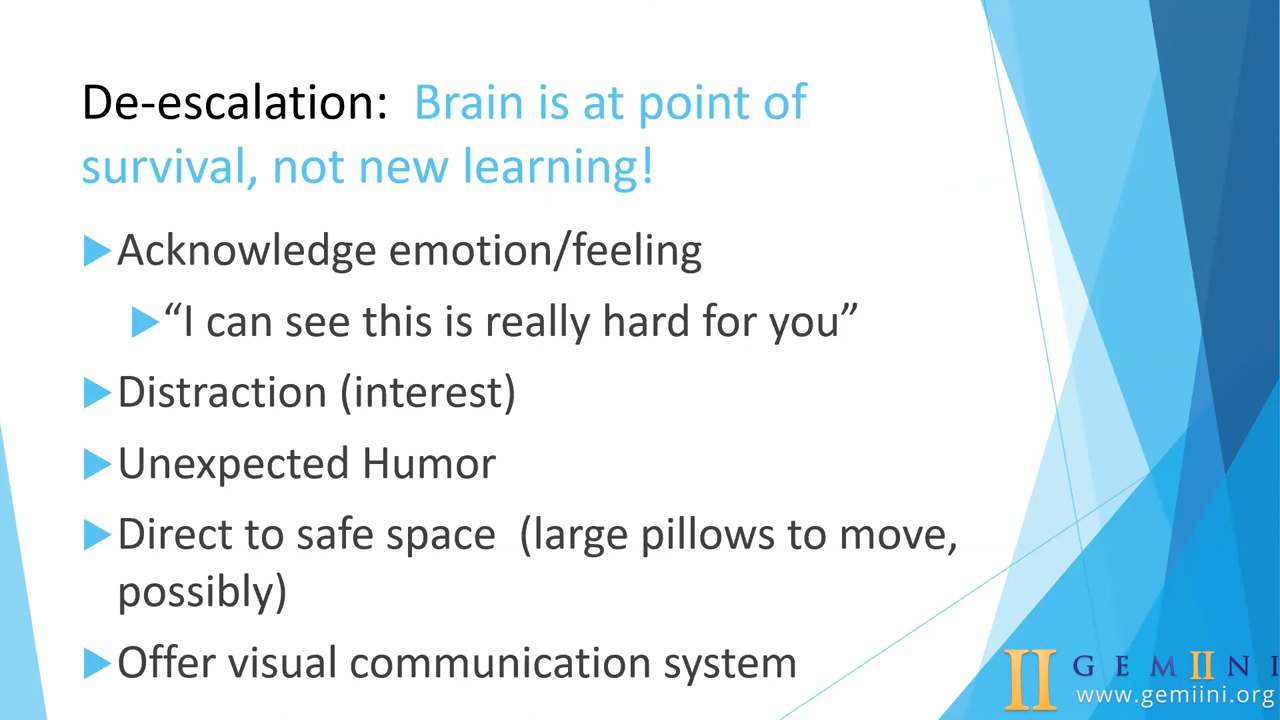 De-escalation:  Brain is at point of
survival, not new learning!
Acknowledge emotion/feeling
“I can see this is really hard for you”
Distraction (interest)
Unexpected Humor
Direct to safe space  (large pillows to move,
possibly)
Offer visual communication system
II GEMIINI
www.gemiini.org